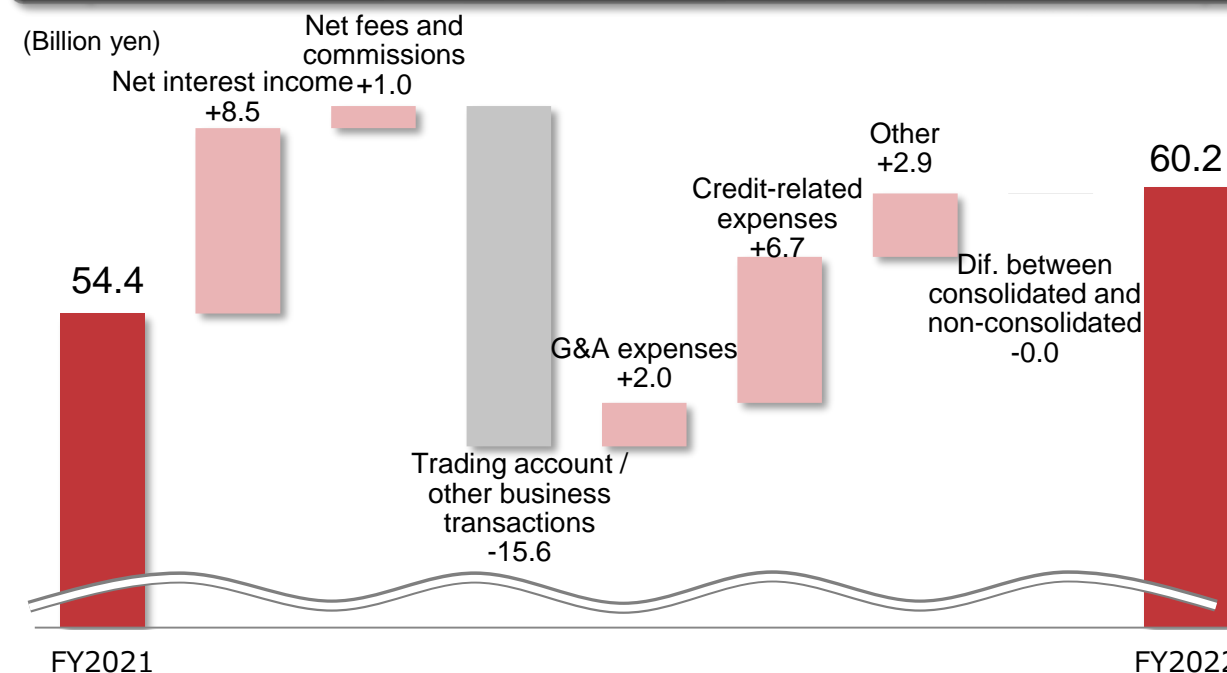 (Billion yen)
Net fees and
commissions
+1.0
Net interest income
+8.5
Other
+2.9
60.2
Credit-related
expenses
+6.7
54.4
Dif. between
consolidated and
non-consolidated
-0.0
G&A expenses
+2.0
Trading account /
other business
transactions
-15.6
FY2021
FY2022